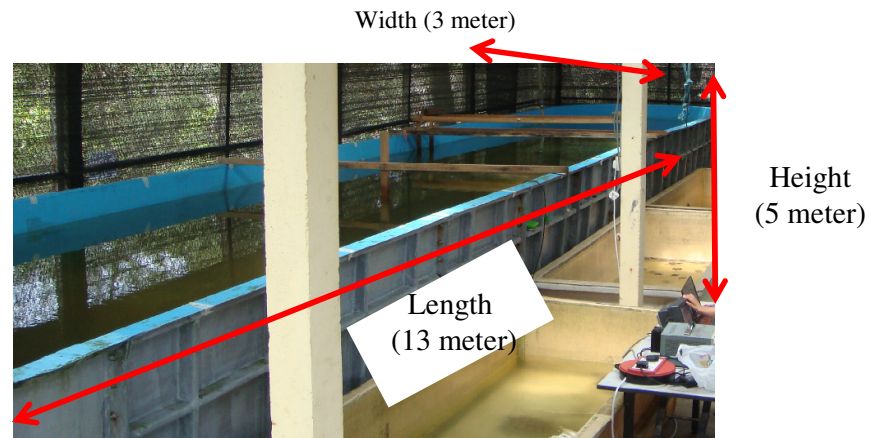 Width (3 meter)
Height
(5 meter)
Length
(13 meter)